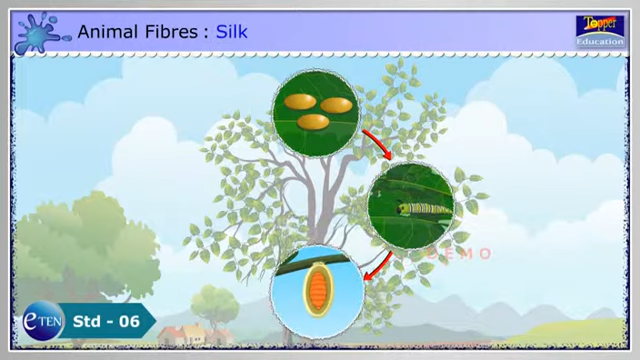 Animal Fibres : Silk
Topper
Education
DEMO
eTEN
Std - 06